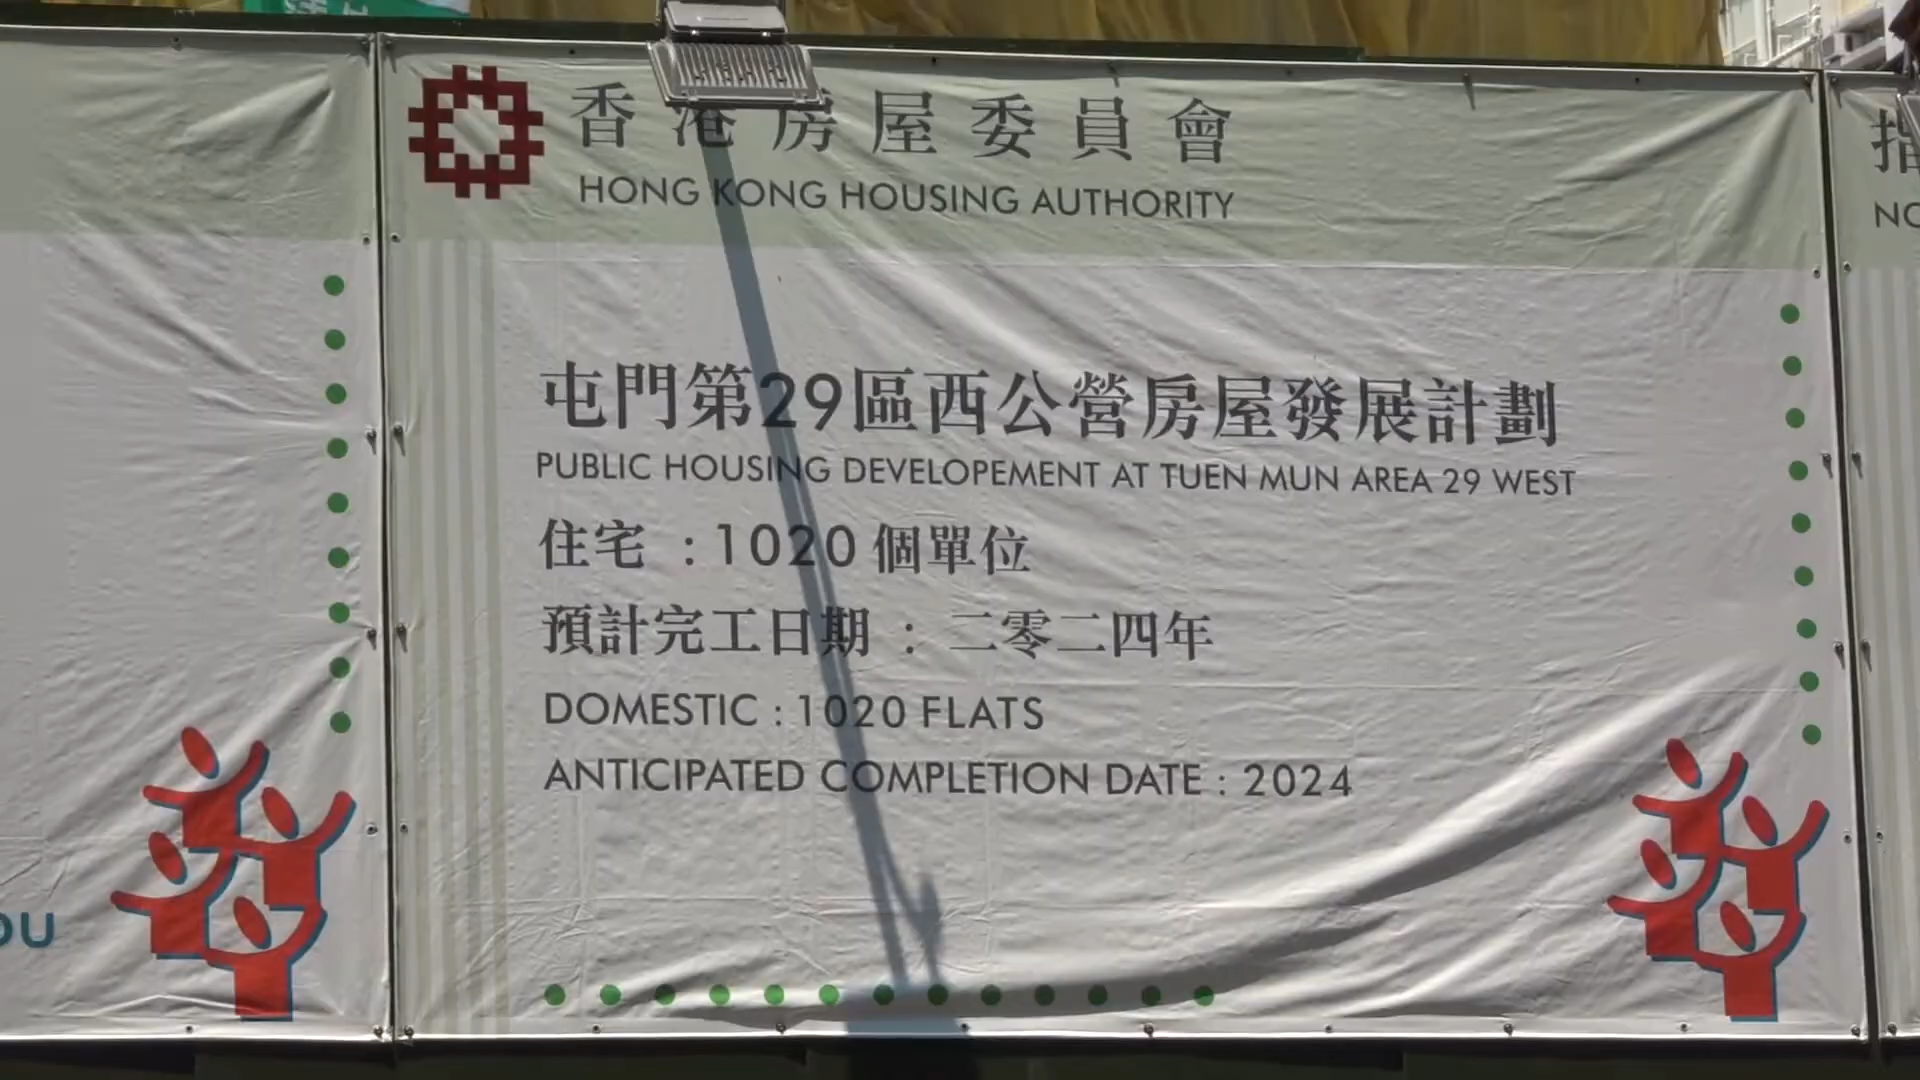 香港房屋委員會
HONG KONG HOUSING AUTHORITY
屯門第29區西公營房屋發展計劃
PUBLIC HOUSING DEVELOPEMENT AT TUEN MUN AREA 29 WEST
住宅 : 1020 個單位
預計完工日期 : 二零二四年
DOMESTIC : 1020 FLATS
ANTICIPATED COMPLETION DATE : 2024
OU
指
NO